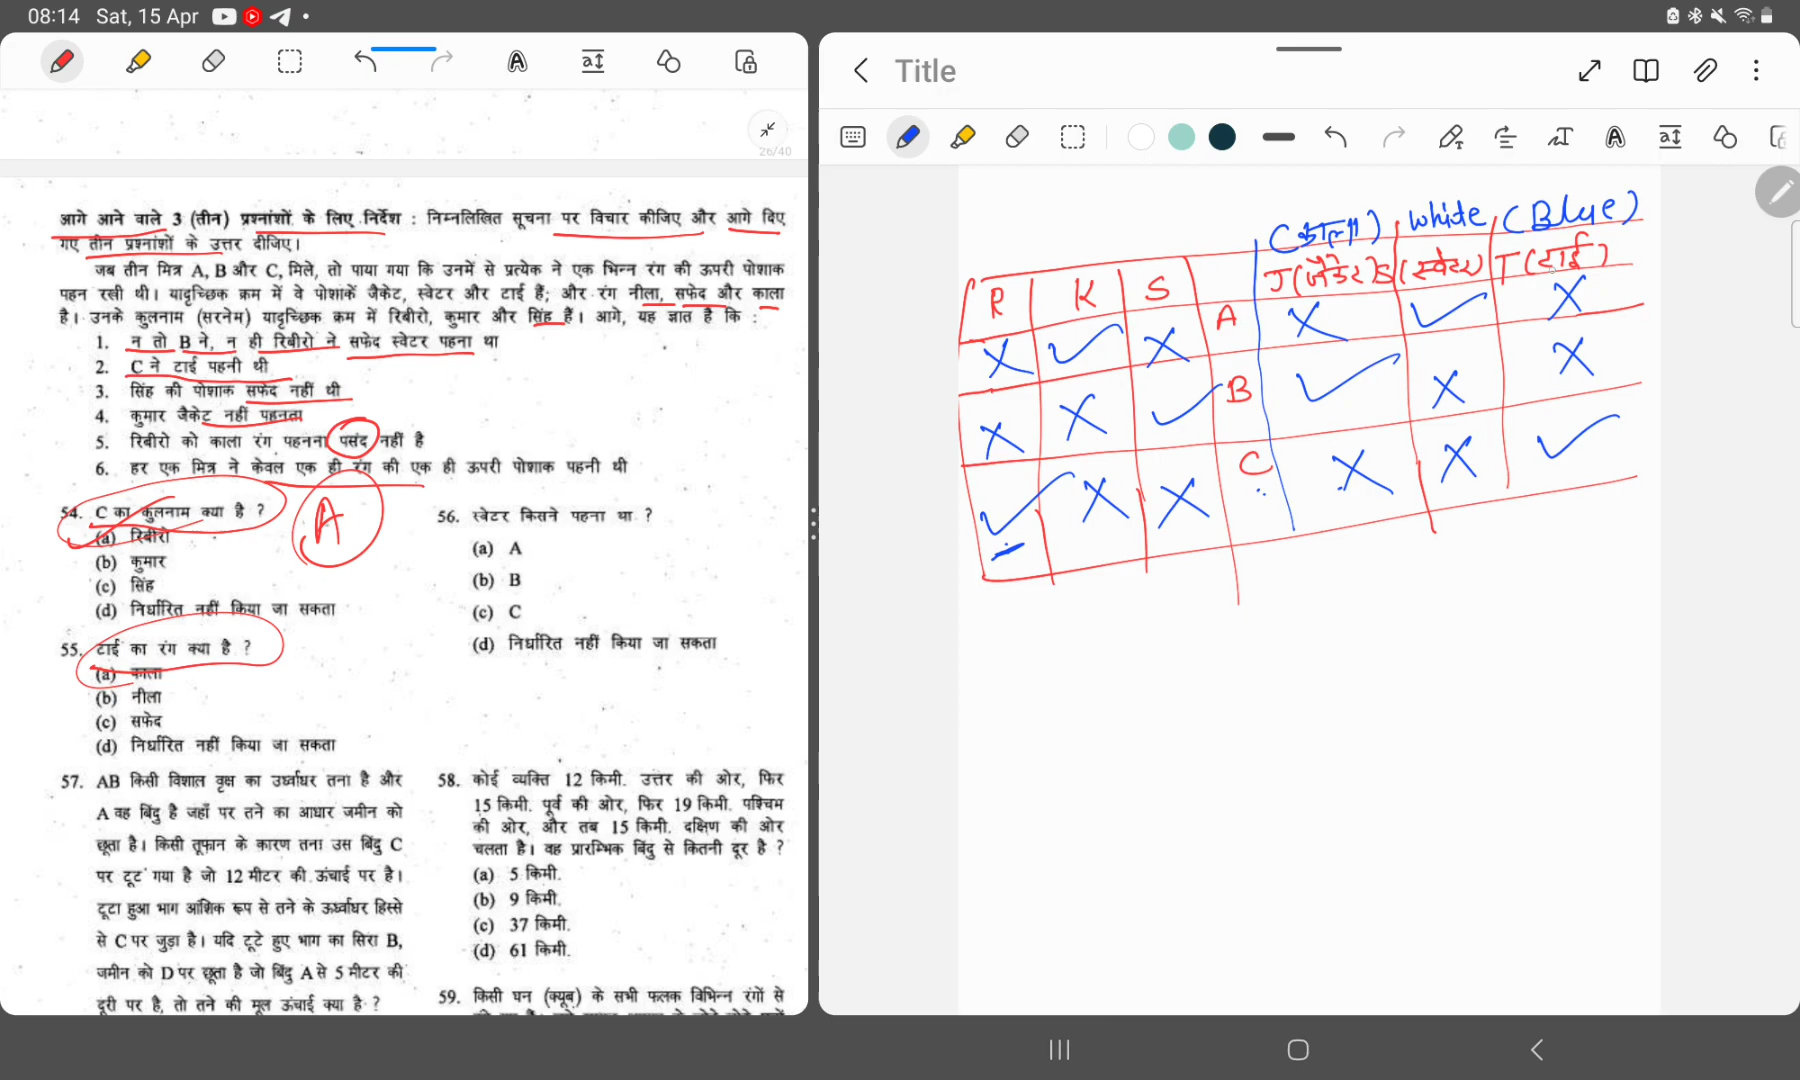 08:14 Sat, 15 Apr
26/40
आगे आने वाले 3 (तीन) प्रश्नांशों के लिए निर्देश : निम्नलिखित सूचना पर विचार कीजिए और आगे दिए
गए तीन प्रश्नांशों के उत्तर दीजिए।
जब तीन मित्र A, B और C, मिले, तो पाया गया कि उनमें से प्रत्येक ने एक भिन्न रंग की ऊपरी पोशाक
पहन रखी थी। यादृच्छिक क्रम में वे पोशाकें जैकेट, स्वेटर और टाई हैं; और रंग नीला, सफेद और काला
है। उनके कुलनाम (सरनेम) यादृच्छिक क्रम में रिबीरो, कुमार और सिंह हैं। आगे, यह ज्ञात है कि :
1. न तो B ने, न ही रिबीरो ने सफेद स्वेटर पहना था
2. C ने टाई पहनी थी
3. सिंह की पोशाक सफेद नहीं थी
4. कुमार जैकेट नहीं पहनता
5. रिबीरो को काला रंग पहनना पसंद नहीं है
6. हर एक मित्र ने केवल एक ही रंग की एक ही ऊपरी पोशाक पहनी थी
54. C का कुलनाम क्या है ?
(a) रिबीरो
(b) कुमार
(c) सिंह
(d) निर्धारित नहीं किया जा सकता
A
55. टाई का रंग क्या है ?
(a) काला
(b) नीला
(c) सफेद
(d) निर्धारित नहीं किया जा सकता
56. स्वेटर किसने पहना था ?
(a) A
(b) B
(c) C
(d) निर्धारित नहीं किया जा सकता
57. AB किसी विशाल वृक्ष का उर्ध्वाधर तना है और
A वह बिंदु है जहाँ पर तने का आधार जमीन को
छूता है। किसी तूफान के कारण तना उस बिंदु C
पर टूट गया है जो 12 मीटर की ऊंचाई पर है।
टूटा हुआ भाग आंशिक रूप से तने के ऊर्ध्वाधर हिस्से
से C पर जुड़ा है। यदि टूटे हुए भाग का सिरा B,
जमीन को D पर छूता है जो बिंदु A से 5 मीटर की
दूरी पर है, तो तने की मूल ऊंचाई क्या है ?
58. कोई व्यक्ति 12 किमी. उत्तर की ओर, फिर
15 किमी. पूर्व की ओर, फिर 19 किमी. पश्चिम
की ओर, और तब 15 किमी. दक्षिण की ओर
चलता है। वह प्रारम्भिक बिंदु से कितनी दूर है ?
(a) 5 किमी.
(b) 9 किमी.
(c) 37 किमी.
(d) 61 किमी.
59. किसी घन (क्यूब) के सभी फलक विभिन्न रंगों से
Title
(काला) white (Blue)
R K S J (जैकेट) S (स्वेटर) T (टाई)
A
B
C